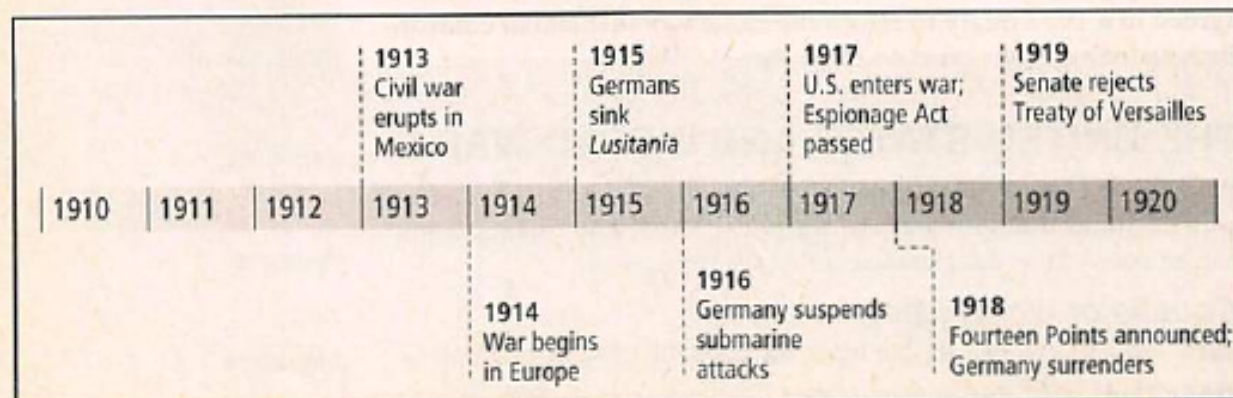 1913
Civil war
erupts in
Mexico
1915
Germans
sink
Lusitania
1917
U.S. enters war;
Espionage Act
passed
1919
Senate rejects
Treaty of Versailles
1910 1911 1912 1913 1914 1915 1916 1917 1918 1919 1920
1914
War begins
in Europe
1916
Germany suspends
submarine
attacks
1918
Fourteen Points announced;
Germany surrenders